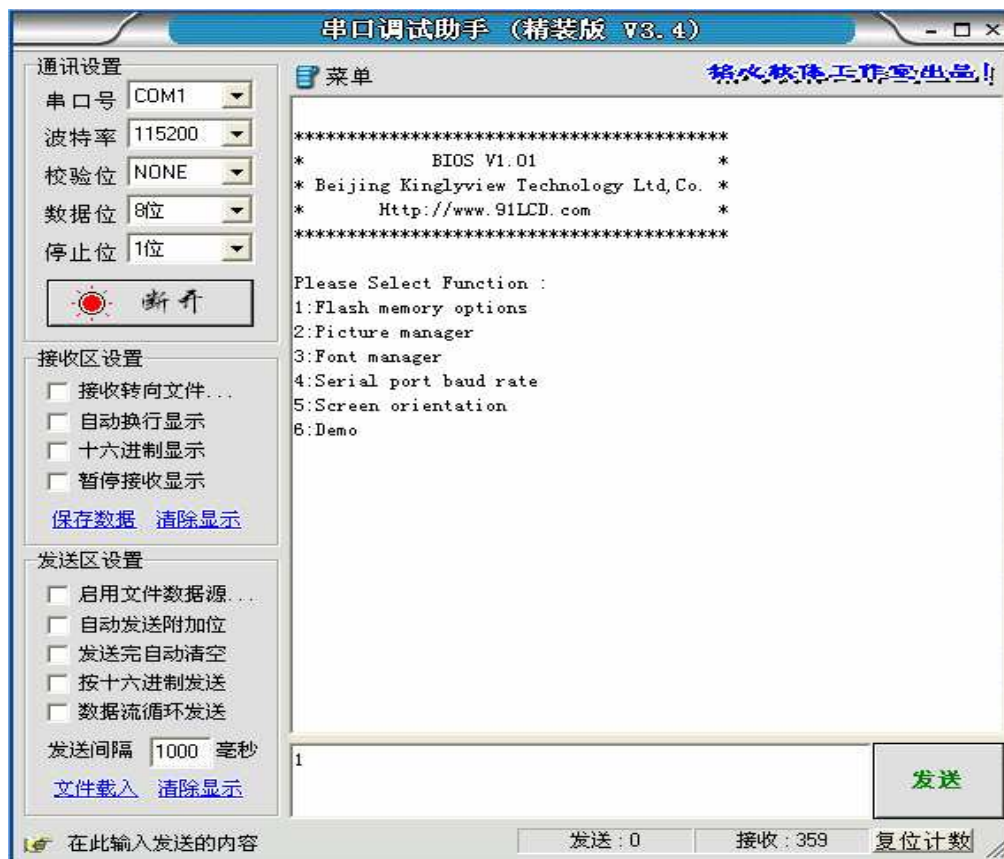 串口调试助手 (精装版 V3.4)
通讯设置
串口号 COM1
波特率 115200
校验位 NONE
数据位 8位
停止位 1位
断开
接收区设置
接收转向文件...
自动换行显示
十六进制显示
暂停接收显示
保存数据 清除显示
发送区设置
启用文件数据源...
自动发送附加位
发送完自动清空
按十六进制发送
数据流循环发送
发送间隔 1000 毫秒
文件载入 清除显示
菜单
软体工作室出品!
*****************************************
* BIOS V1.01 *
* Beijing Kinglyview Technology Ltd,Co. *
* Http://www.91LCD.com *
*****************************************
Please Select Function :
1:Flash memory options
2:Picture manager
3:Font manager
4:Serial port baud rate
5:Screen orientation
6:Demo
1
发送
在此输入发送的内容
发送:0
接收:359
复位计数